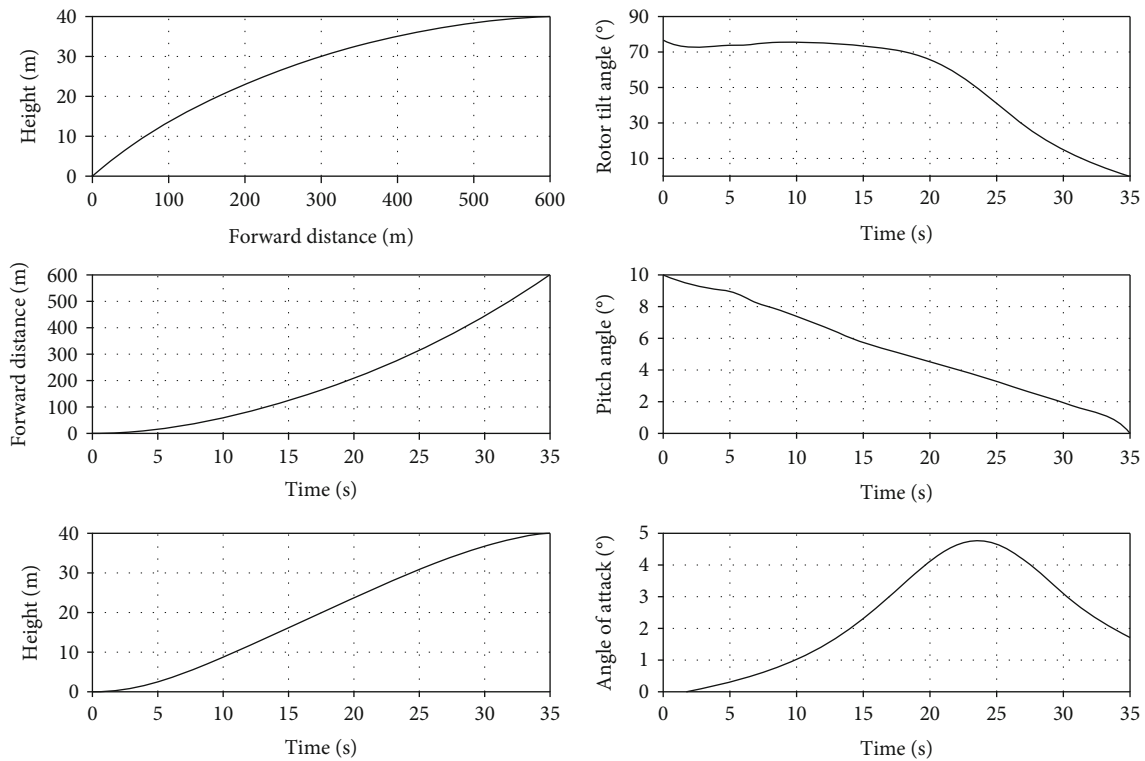 40
30
20
10
0
Height (m)
0 100 200 300 400 500 600
Forward distance (m)
90
70
50
30
10
Rotor tilt angle (°)
0 5 10 15 20 25 30 35
Time (s)
600
500
400
300
200
100
0
Forward distance (m)
0 5 10 15 20 25 30 35
Time (s)
10
8
6
4
2
0
Pitch angle (°)
0 5 10 15 20 25 30 35
Time (s)
40
30
20
10
0
Height (m)
0 5 10 15 20 25 30 35
Time (s)
5
4
3
2
1
0
Angle of attack (°)
0 5 10 15 20 25 30 35
Time (s)